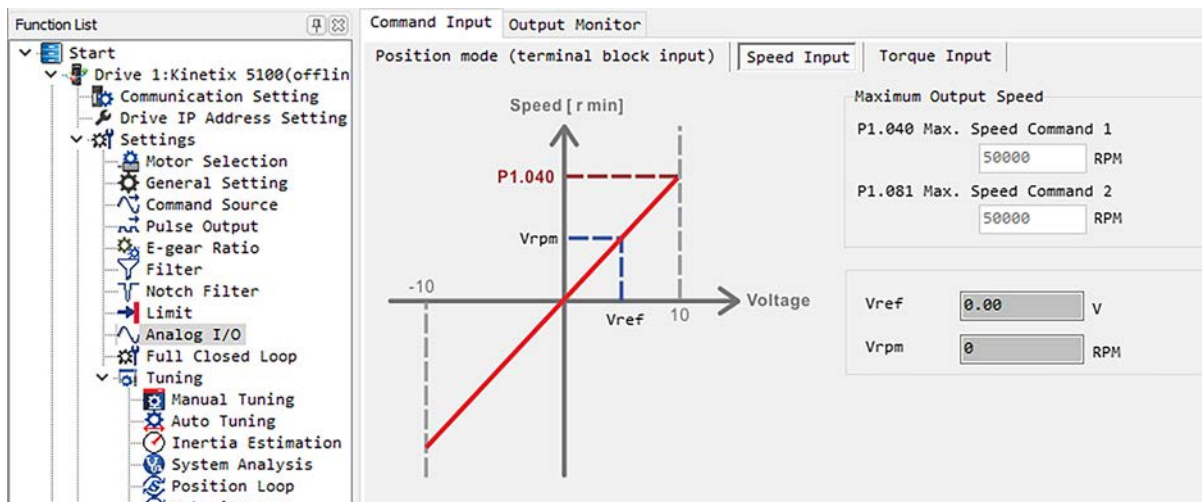 Function List
Start
Drive 1:Kinetix 5100(offlin
Communication Setting
Drive IP Address Setting
Settings
Motor Selection
General Setting
Command Source
Pulse Output
E-gear Ratio
Filter
Notch Filter
Limit
Analog I/O
Full Closed Loop
Tuning
Manual Tuning
Auto Tuning
Inertia Estimation
System Analysis
Position Loop
Command Input
Output Monitor
Position mode (terminal block input)
Speed Input
Torque Input
Speed [ r min]
P1.040
Vrpm
-10
Vref
10
Voltage
Maximum Output Speed
P1.040 Max. Speed Command 1
50000 RPM
P1.081 Max. Speed Command 2
50000 RPM
Vref 0.00 V
Vrpm 0 RPM